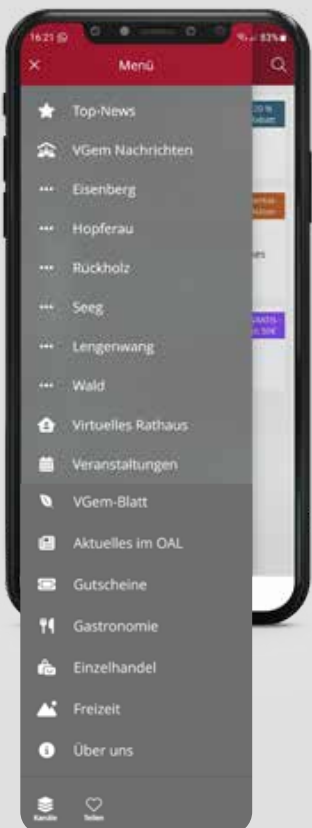 16:21
83%
Menü
Top-News
VGem Nachrichten
Eisenberg
Hopferau
Rückholz
Seeg
Lengenwang
Wald
Virtuelles Rathaus
Veranstaltungen
VGem-Blatt
Aktuelles im OAL
Gutscheine
Gastronomie
Einzelhandel
Freizeit
Über uns
Kanäle
Teilen